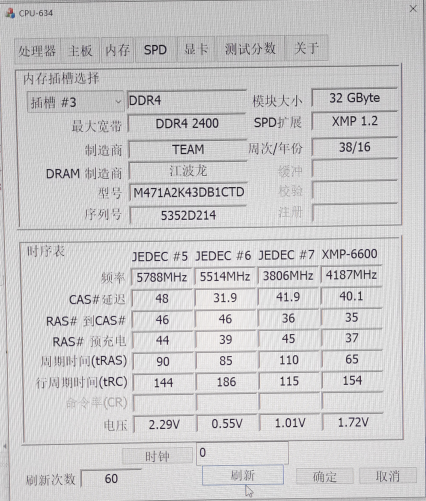 CPU-634
处理器 主板 内存 SPD 显卡 测试分数 关于
内存插槽选择
插槽 #3 DDR4 模块大小 32 GByte
最大宽带 DDR4 2400 SPD扩展 XMP 1.2
制造商 TEAM 周次/年份 38/16
DRAM 制造商 江波龙 缓冲
型号 M471A2K43DB1CTD 校验
序列号 5352D214 注册
时序表
JEDEC #5 JEDEC #6 JEDEC #7 XMP-6600
频率 5788MHz 5514MHz 3806MHz 4187MHz
CAS#延迟 48 31.9 41.9 40.1
RAS# 到CAS# 46 46 36 35
RAS# 预充电 44 39 45 37
周期时间(tRAS) 90 85 110 65
行周期时间(tRC) 144 186 115 154
命令率(CR)
电压 2.29V 0.55V 1.01V 1.72V
时钟 0
刷新次数 60 刷新 确定 取消